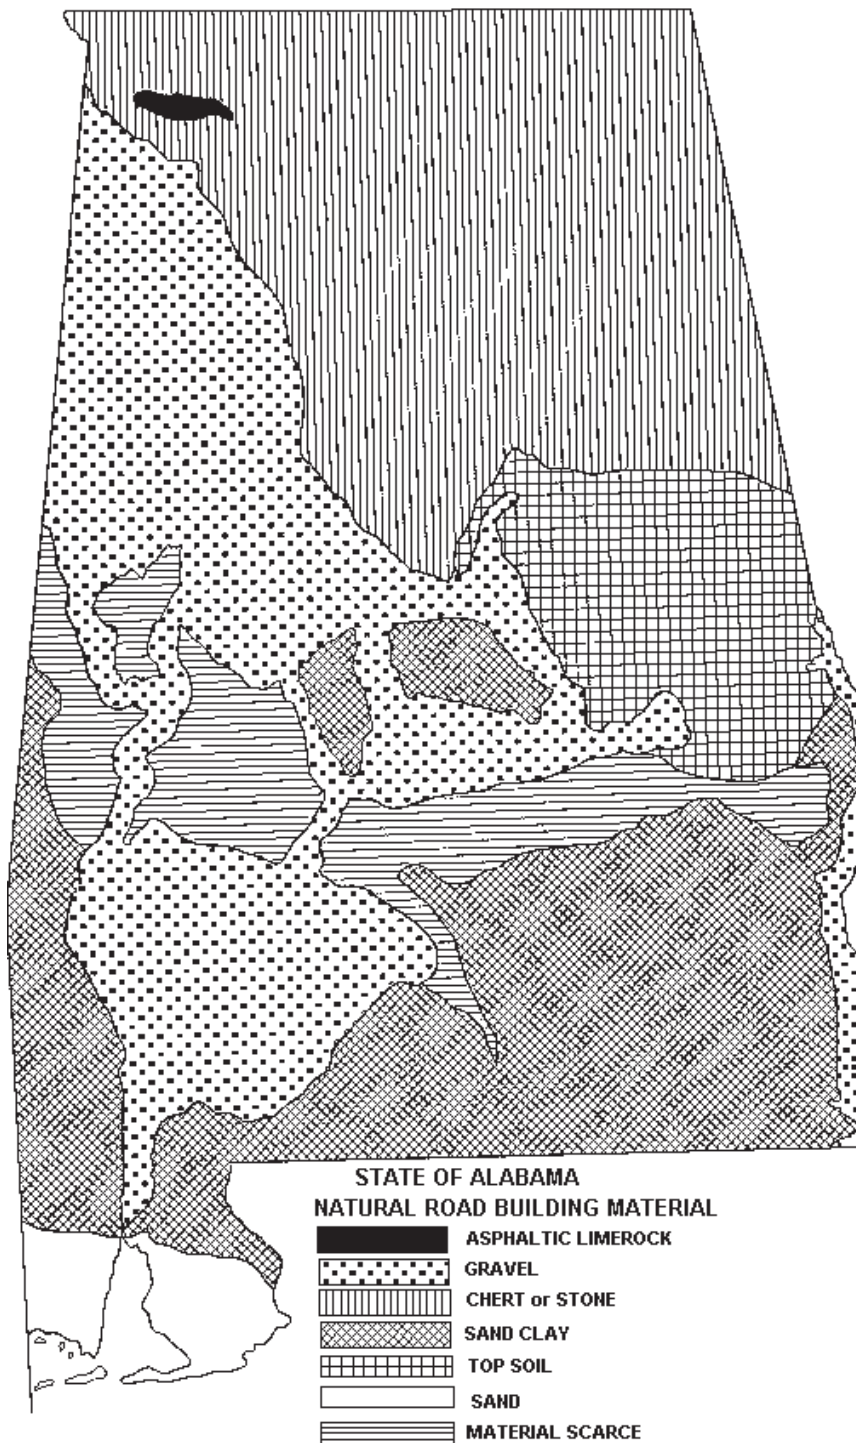 STATE OF ALABAMA
NATURAL ROAD BUILDING MATERIAL
ASPHALTIC LIMEROCK
GRAVEL
CHERT or STONE
SAND CLAY
TOP SOIL
SAND
MATERIAL SCARCE